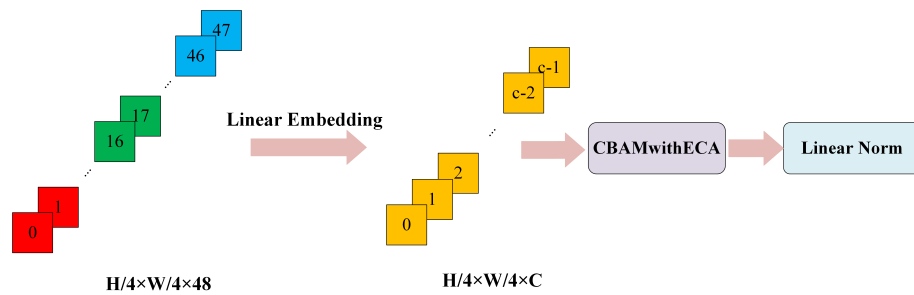 47
46
17
16
1
0
H/4×W/4×48
Linear Embedding
c-1
c-2
2
1
0
H/4×W/4×C
CBAMwithECA
Linear Norm